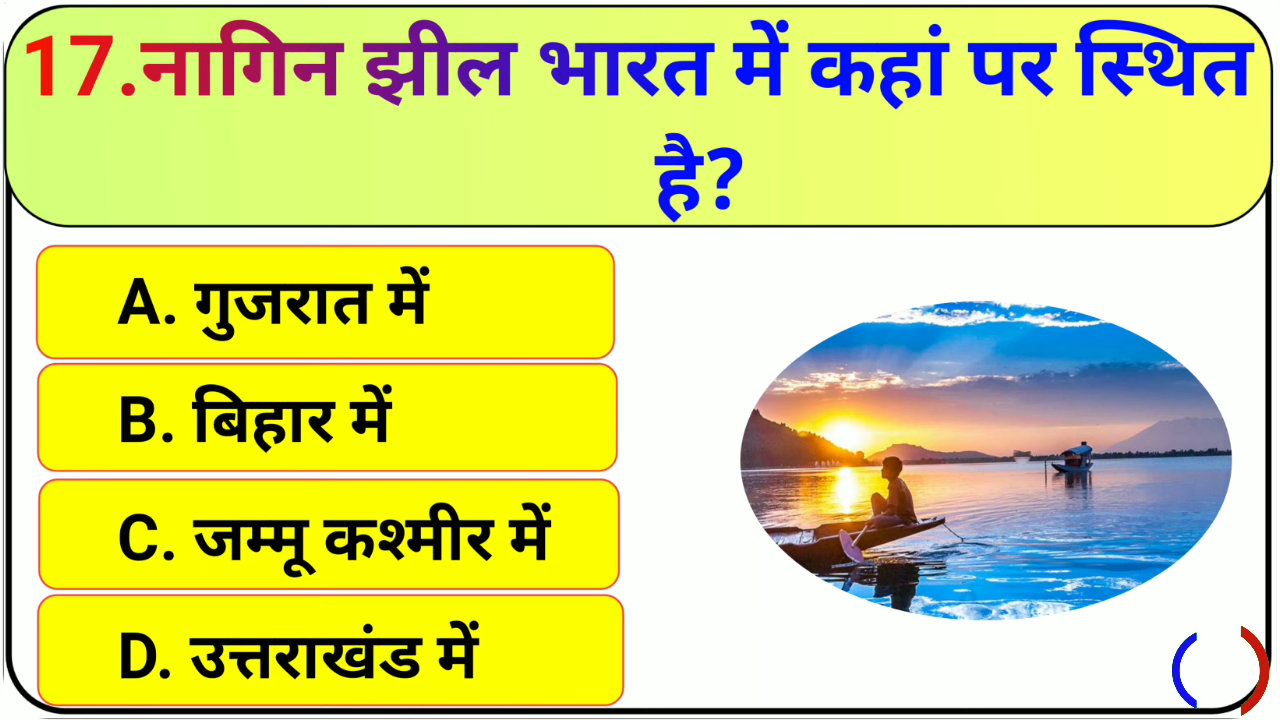 17.नागिन झील भारत में कहां पर स्थित
है?
A. गुजरात में
B. बिहार में
C. जम्मू कश्मीर में
D. उत्तराखंड में